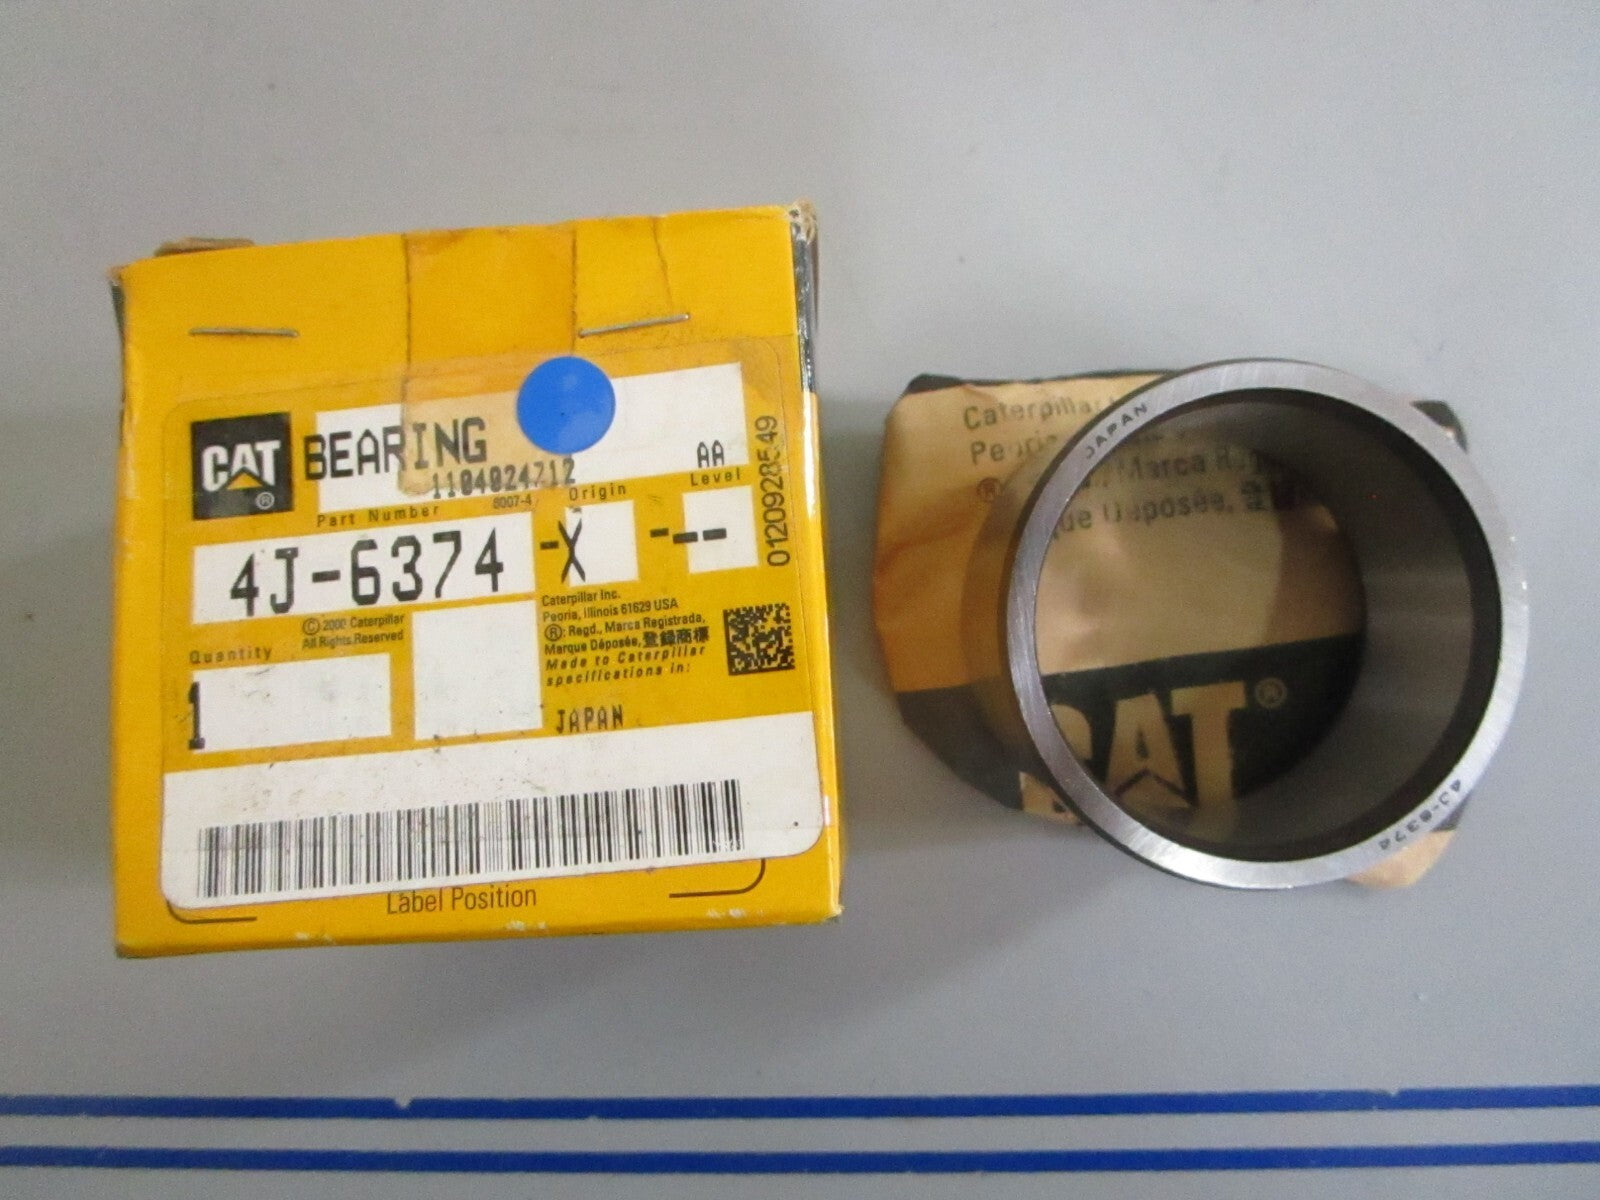 CAT ®
BEARING
1104024712
AA
Part Number
8007-4
Origin
Level
4J-6374 -X ---
0120928549
© 2000 Caterpillar
All Rights Reserved
Caterpillar Inc.
Peoria, Illinois 61629 USA
®: Regd., Marca Registrada,
Marque Déposée, 登録商標
Made to Caterpillar
specifications in:
Quantity
1
JAPAN
Label Position
Caterpillar
JAPAN
®
Marca
Déposée,
CAT ®
4J-6374